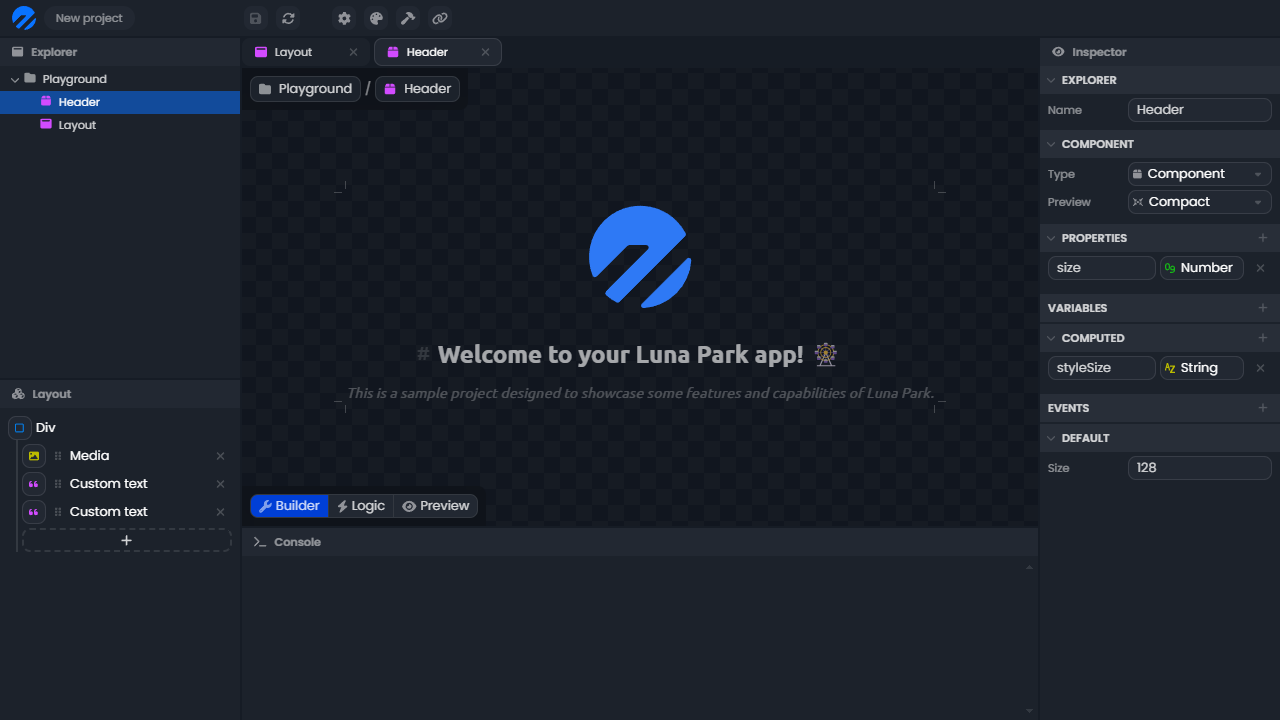 New project
Explorer
Playground
Header
Layout
Layout
Div
Media
Custom text
Custom text
Layout
Header
Playground / Header
# Welcome to your Luna Park app! 🎡
This is a sample project designed to showcase some features and capabilities of Luna Park.
Builder
Logic
Preview
Console
Inspector
EXPLORER
Name Header
COMPONENT
Type Component
Preview Compact
PROPERTIES
size Number
VARIABLES
COMPUTED
styleSize String
EVENTS
DEFAULT
Size 128